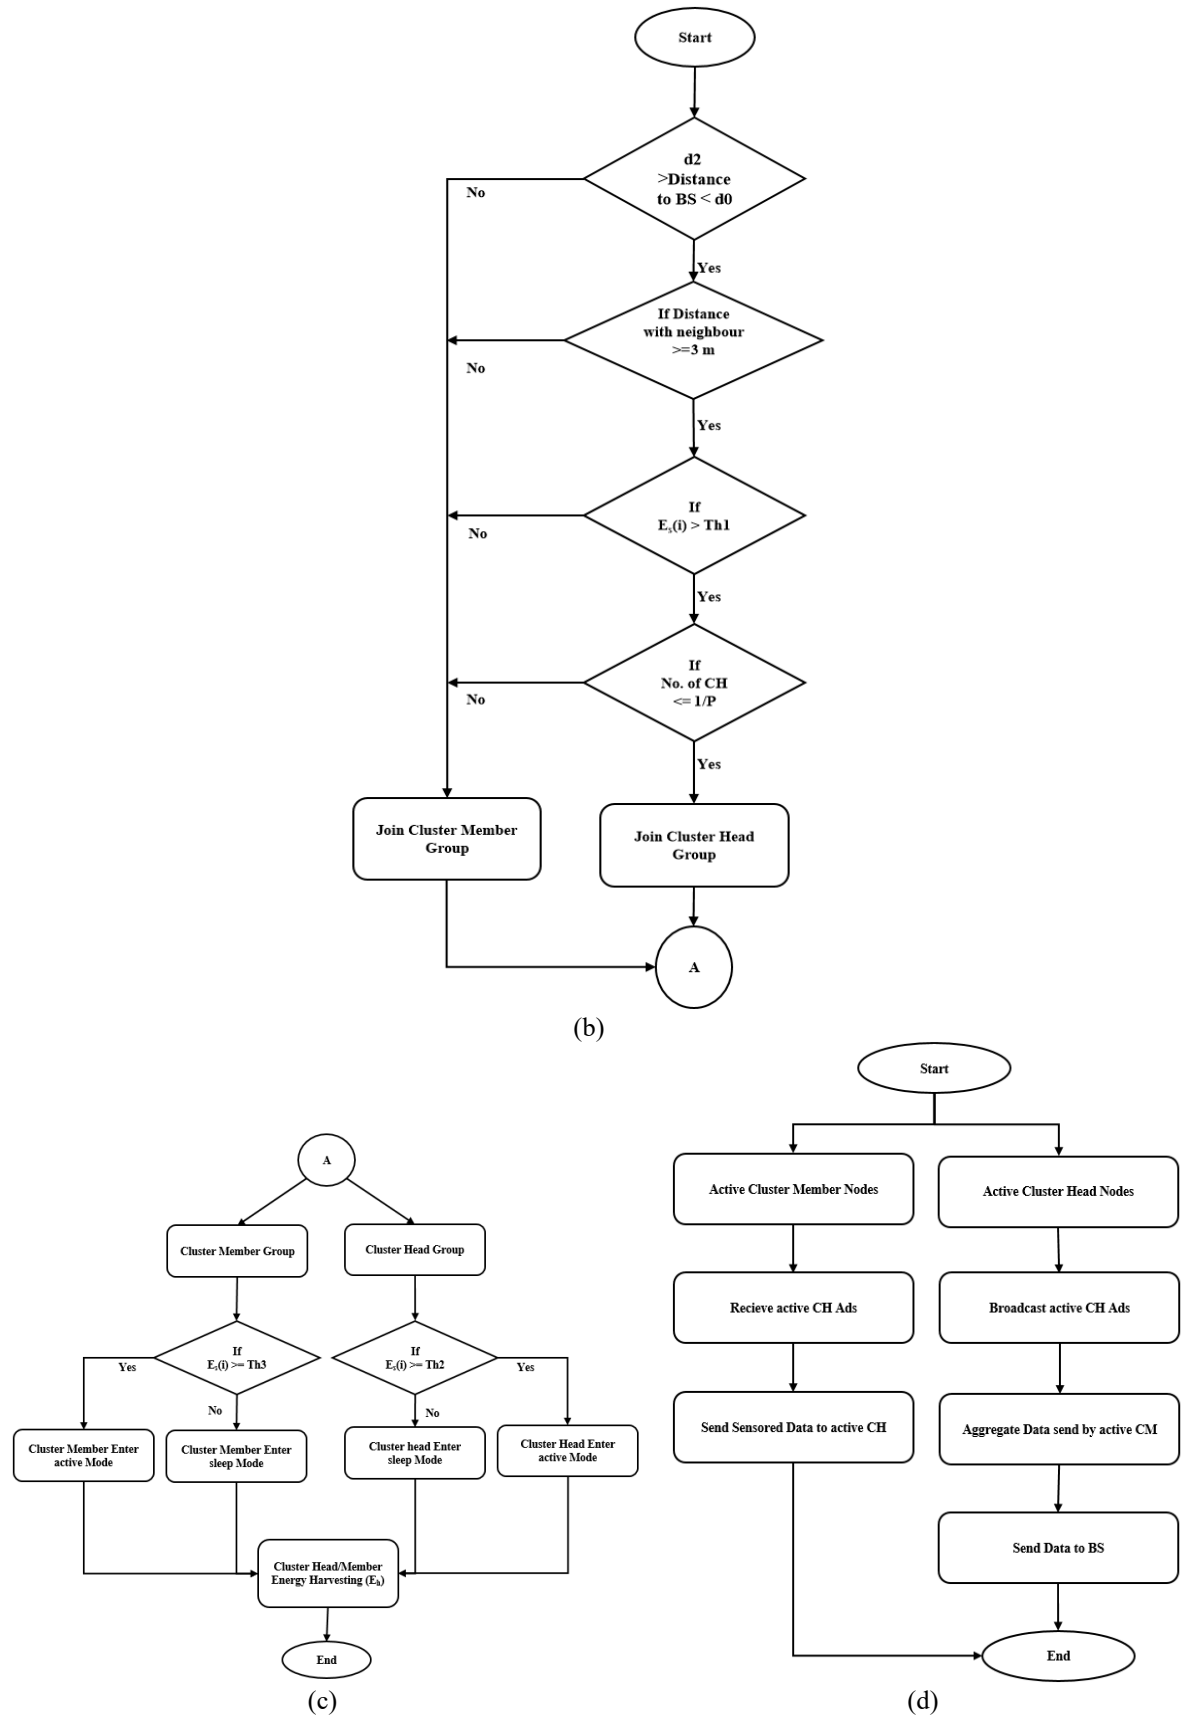 Start
d2
>Distance
to BS < d0
No
Yes
If Distance
with neighbour
>=3 m
No
Yes
If
Eₛ(i) > Th1
No
Yes
If
No. of CH
<= 1/P
No
Yes
Join Cluster Member
Group
Join Cluster Head
Group
A
(b)
A
Cluster Member Group
Cluster Head Group
If
Eₛ(i) >= Th3
If
Eₛ(i) >= Th2
Yes
No
No
Yes
Cluster Member Enter
active Mode
Cluster Member Enter
sleep Mode
Cluster head Enter
sleep Mode
Cluster Head Enter
active Mode
Cluster Head/Member
Energy Harvesting (Eₕ)
End
(c)
Start
Active Cluster Member Nodes
Active Cluster Head Nodes
Recieve active CH Ads
Broadcast active CH Ads
Send Sensored Data to active CH
Aggregate Data send by active CM
Send Data to BS
End
(d)